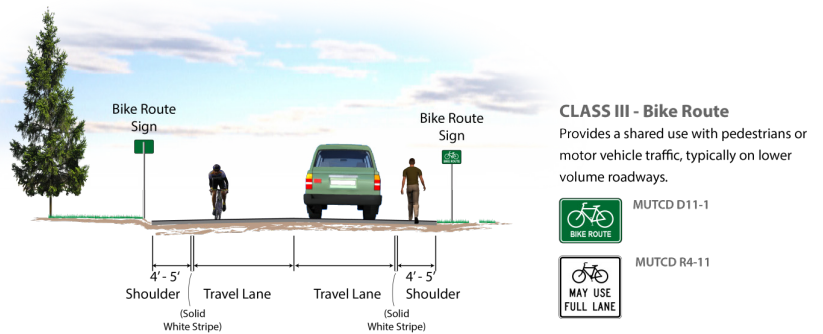 Bike Route
Sign
Bike Route
Sign
BIKE ROUTE
4' - 5'
Shoulder
Travel Lane
Travel Lane
4' - 5'
Shoulder
(Solid
White Stripe)
(Solid
White Stripe)
CLASS III - Bike Route
Provides a shared use with pedestrians or
motor vehicle traffic, typically on lower
volume roadways.
BIKE ROUTE
MUTCD D11-1
MAY USE
FULL LANE
MUTCD R4-11